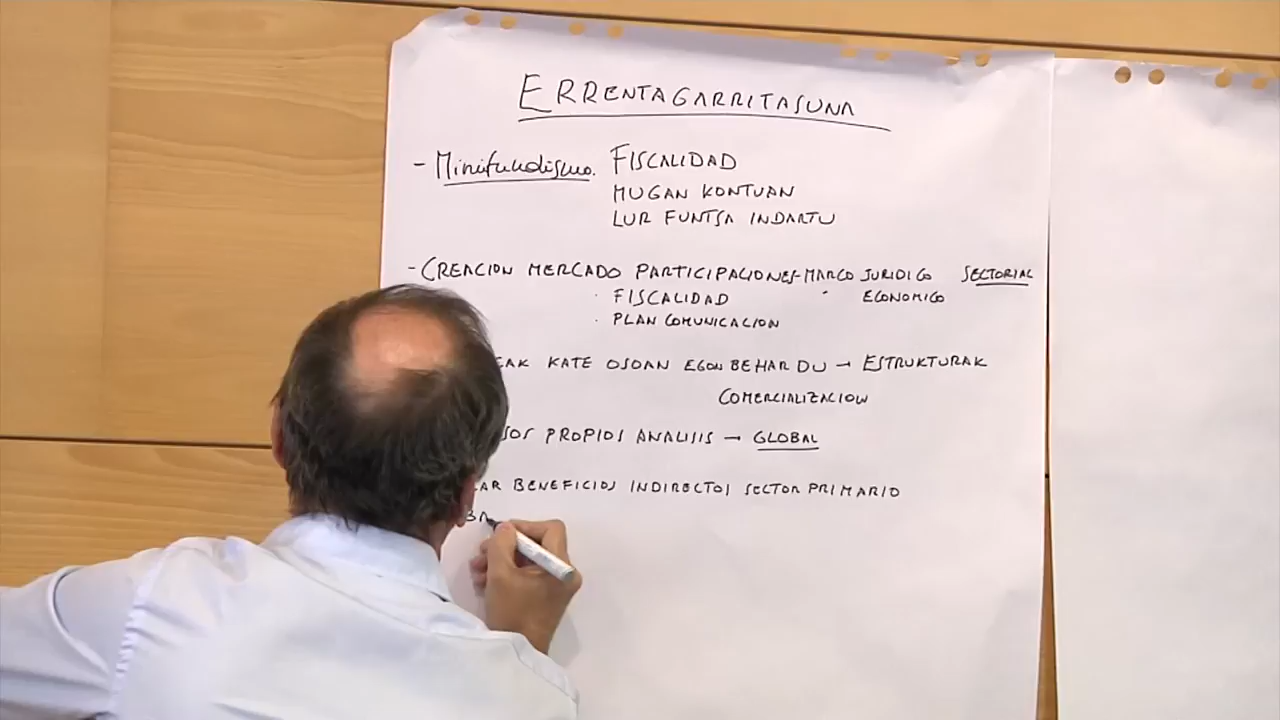 ERRENTAGARRITASUNA
- Minifundismo. FISCALIDAD
MUGAN KONTUAN
LUR FUNTSA INDARTU
- CREACION MERCADO PARTICIPACIONES - MARCO JURIDICO SECTORIAL
· FISCALIDAD " ECONOMICO
· PLAN COMUNICACION
KATE OSOAN EGON BEHAR DU → ESTRUKTURAK
COMERCIALIZACION
PROPIOS ANALISIS → GLOBAL
BENEFICIOS INDIRECTOS SECTOR PRIMARIO